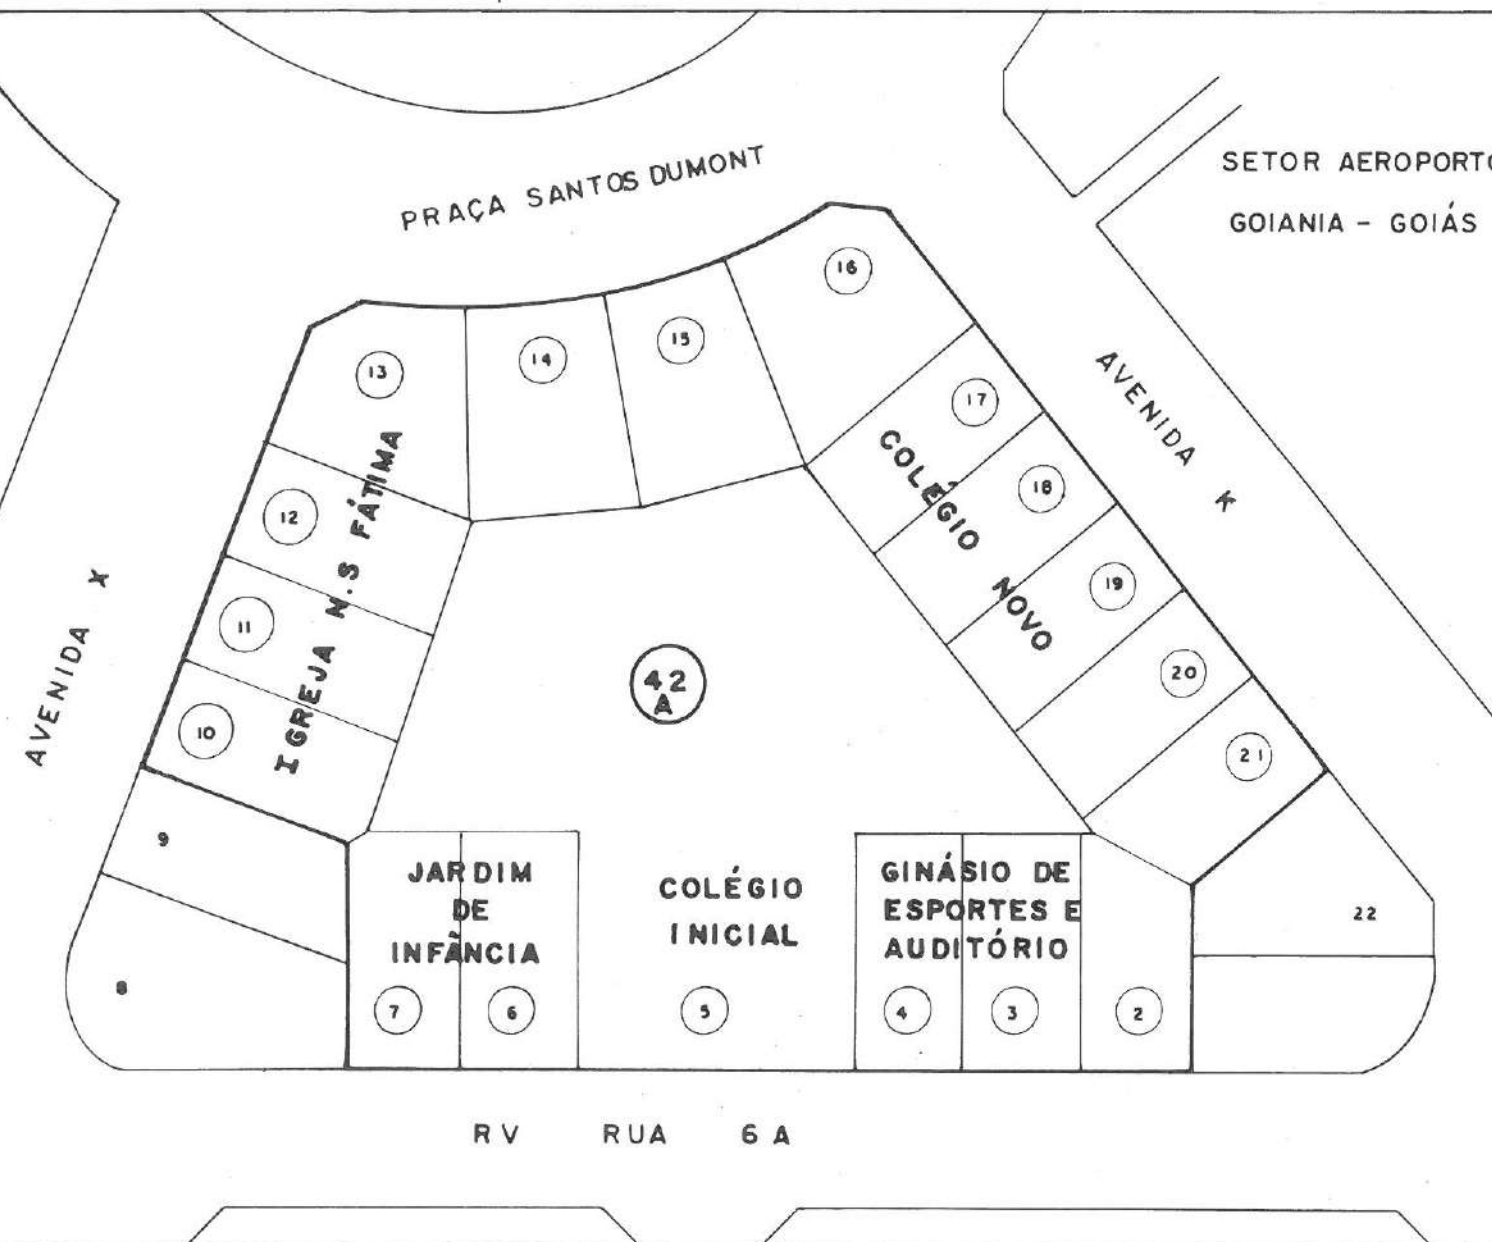 SETOR AEROPORTO
GOIANIA - GOIÁS
PRAÇA SANTOS DUMONT
AVENIDA X
AVENIDA K
16
15
14
13
17
18
12
19
11
20
10
21
IGREJA N.S FÁTIMA
COLÉGIO NOVO
42
A
9
8
22
JARDIM
DE
INFÂNCIA
COLÉGIO
INICIAL
GINÁSIO DE
ESPORTES E
AUDITÓRIO
7
6
5
4
3
2
RV RUA 6 A